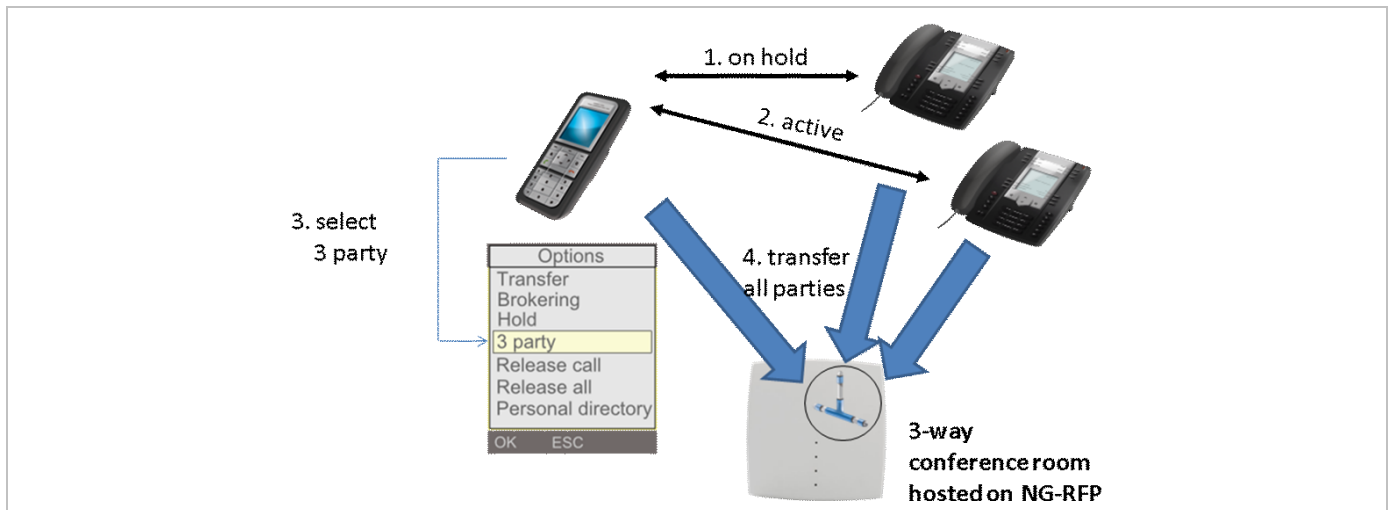 1. on hold
2. active
3. select
3 party
Options
Transfer
Brokering
Hold
3 party
Release call
Release all
Personal directory
OK ESC
4. transfer
all parties
3-way
conference room
hosted on NG-RFP